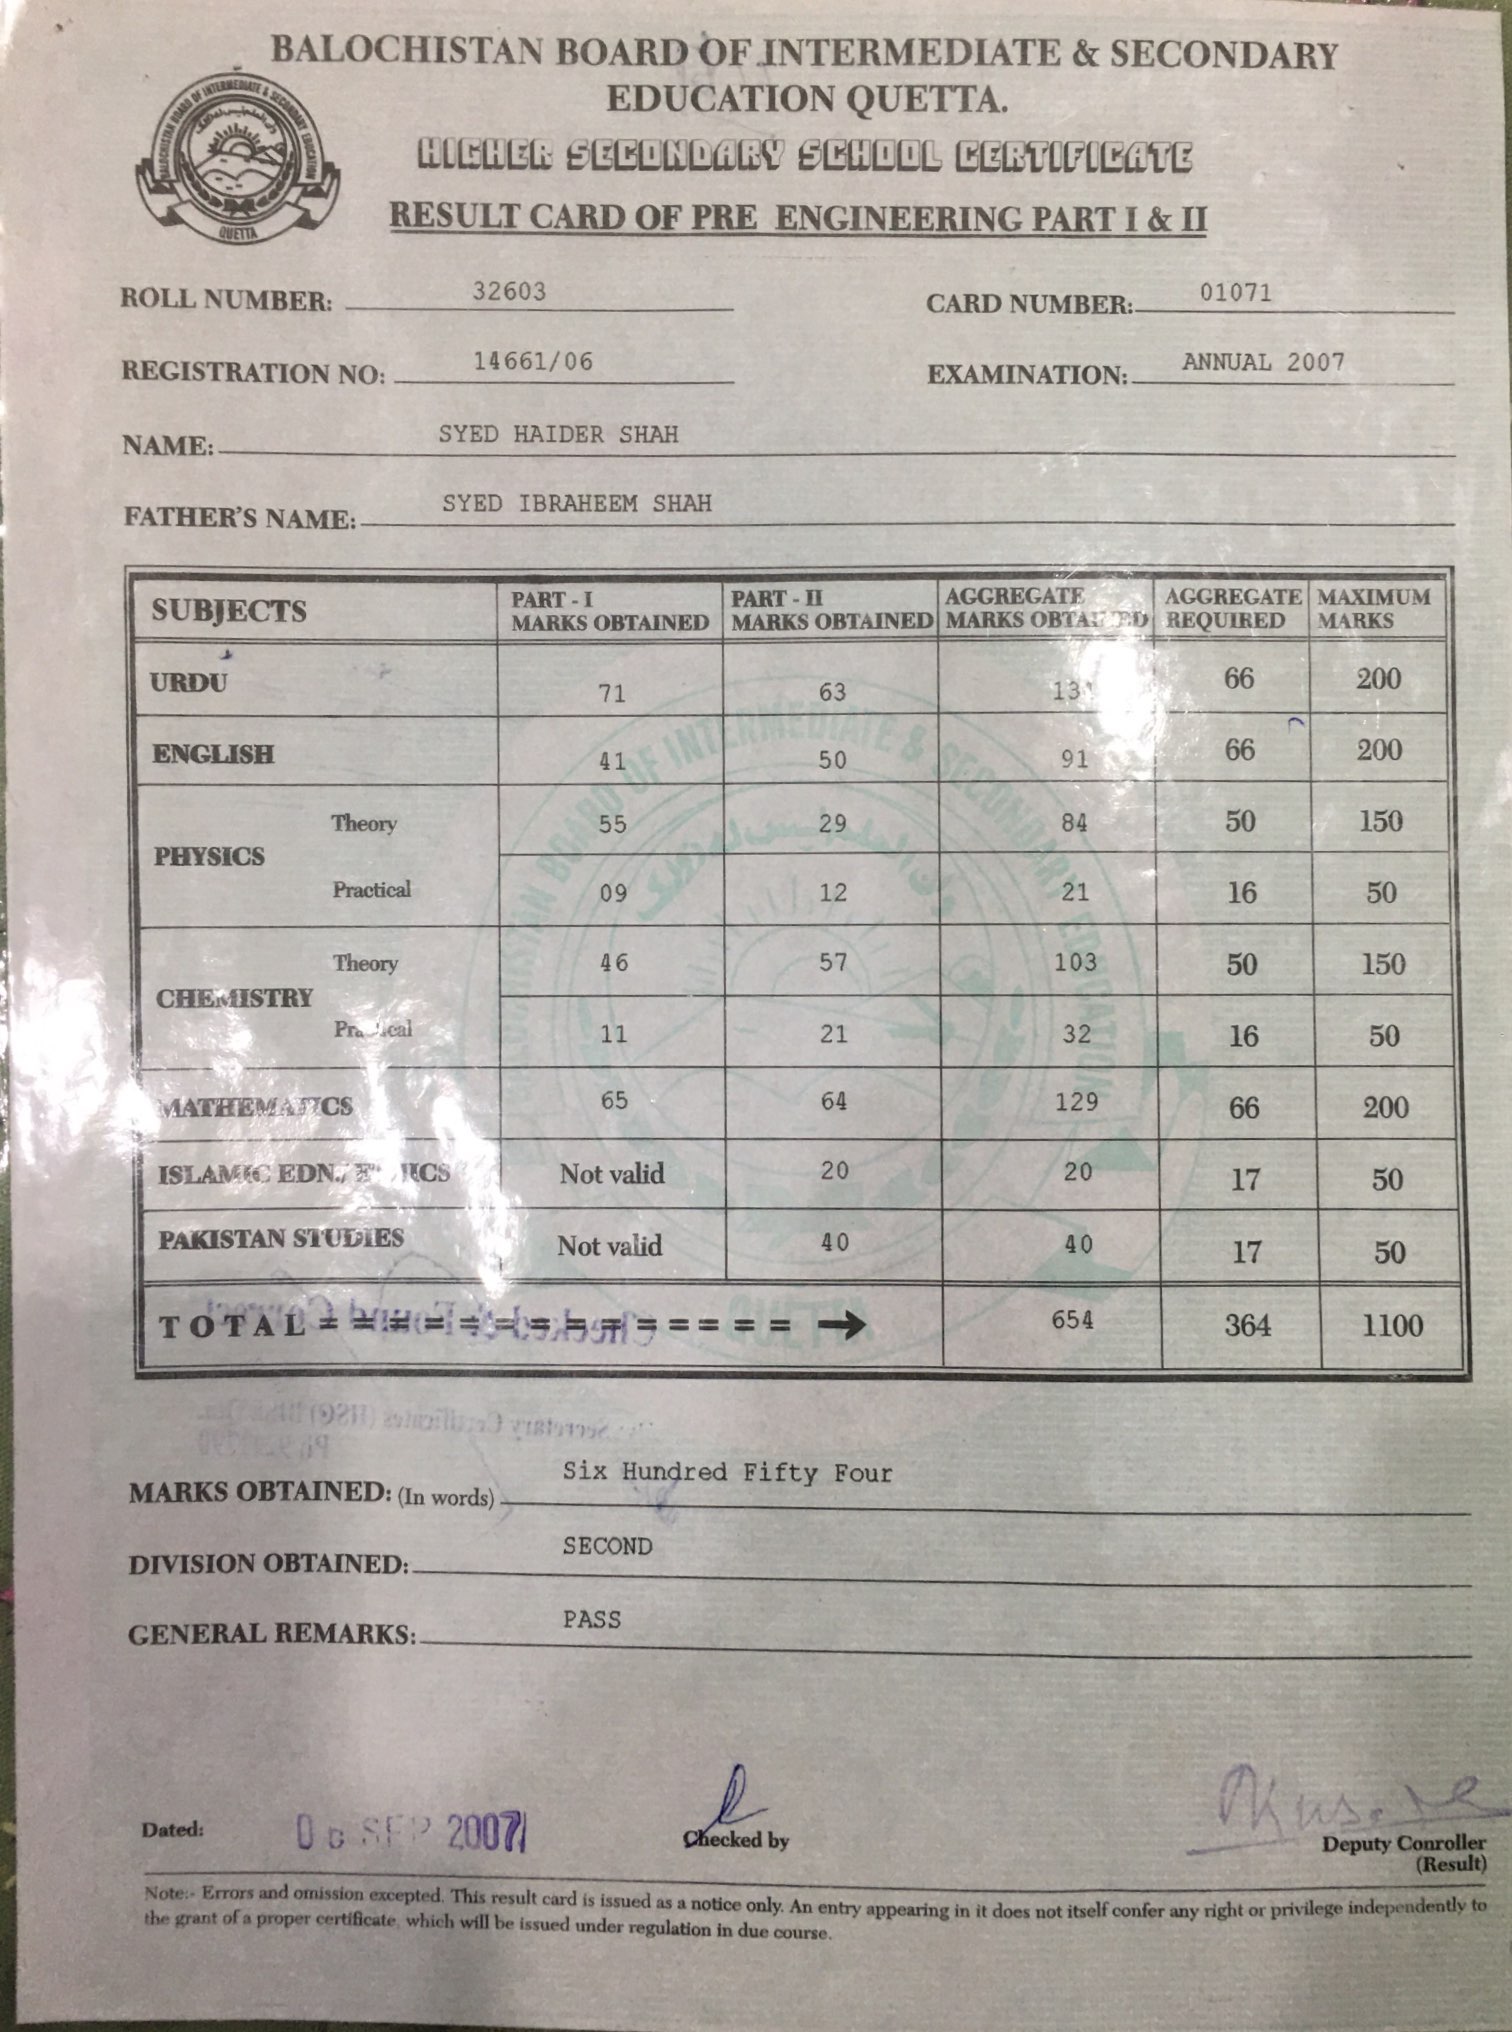 BALOCHISTAN BOARD OF INTERMEDIATE & SECONDARY
EDUCATION QUETTA.
HIGHER SECONDARY SCHOOL CERTIFICATE
RESULT CARD OF PRE ENGINEERING PART I & II
BALOCHISTAN BOARD OF INTERMEDIATE & SECONDARY EDUCATION
QUETTA
ROLL NUMBER: 32603 CARD NUMBER: 01071
REGISTRATION NO: 14661/06 EXAMINATION: ANNUAL 2007
NAME: SYED HAIDER SHAH
FATHER'S NAME: SYED IBRAHEEM SHAH
SUBJECTS PART - I MARKS OBTAINED PART - II MARKS OBTAINED AGGREGATE MARKS OBTAINED AGGREGATE REQUIRED MAXIMUM MARKS
URDU 71 63 66 200
ENGLISH 41 50 91 66 200
PHYSICS
Theory 55 29 84 50 150
Practical 09 12 21 16 50
CHEMISTRY
Theory 46 57 103 50 150
Practical 11 21 32 16 50
MATHEMATICS 65 64 129 66 200
ISLAMIC EDN./ ETHICS Not valid 20 20 17 50
PAKISTAN STUDIES Not valid 40 40 17 50
TOTAL = = = = = = = = = = = = = = → 654 364 1100
MARKS OBTAINED: (In words) Six Hundred Fifty Four
DIVISION OBTAINED: SECOND
GENERAL REMARKS: PASS
Dated: SEP 2007
Checked by
Deputy Conroller
(Result)
Note:- Errors and omission excepted. This result card is issued as a notice only. An entry appearing in it does not itself confer any right or privilege independently to
the grant of a proper certificate which will be issued under regulation in due course.